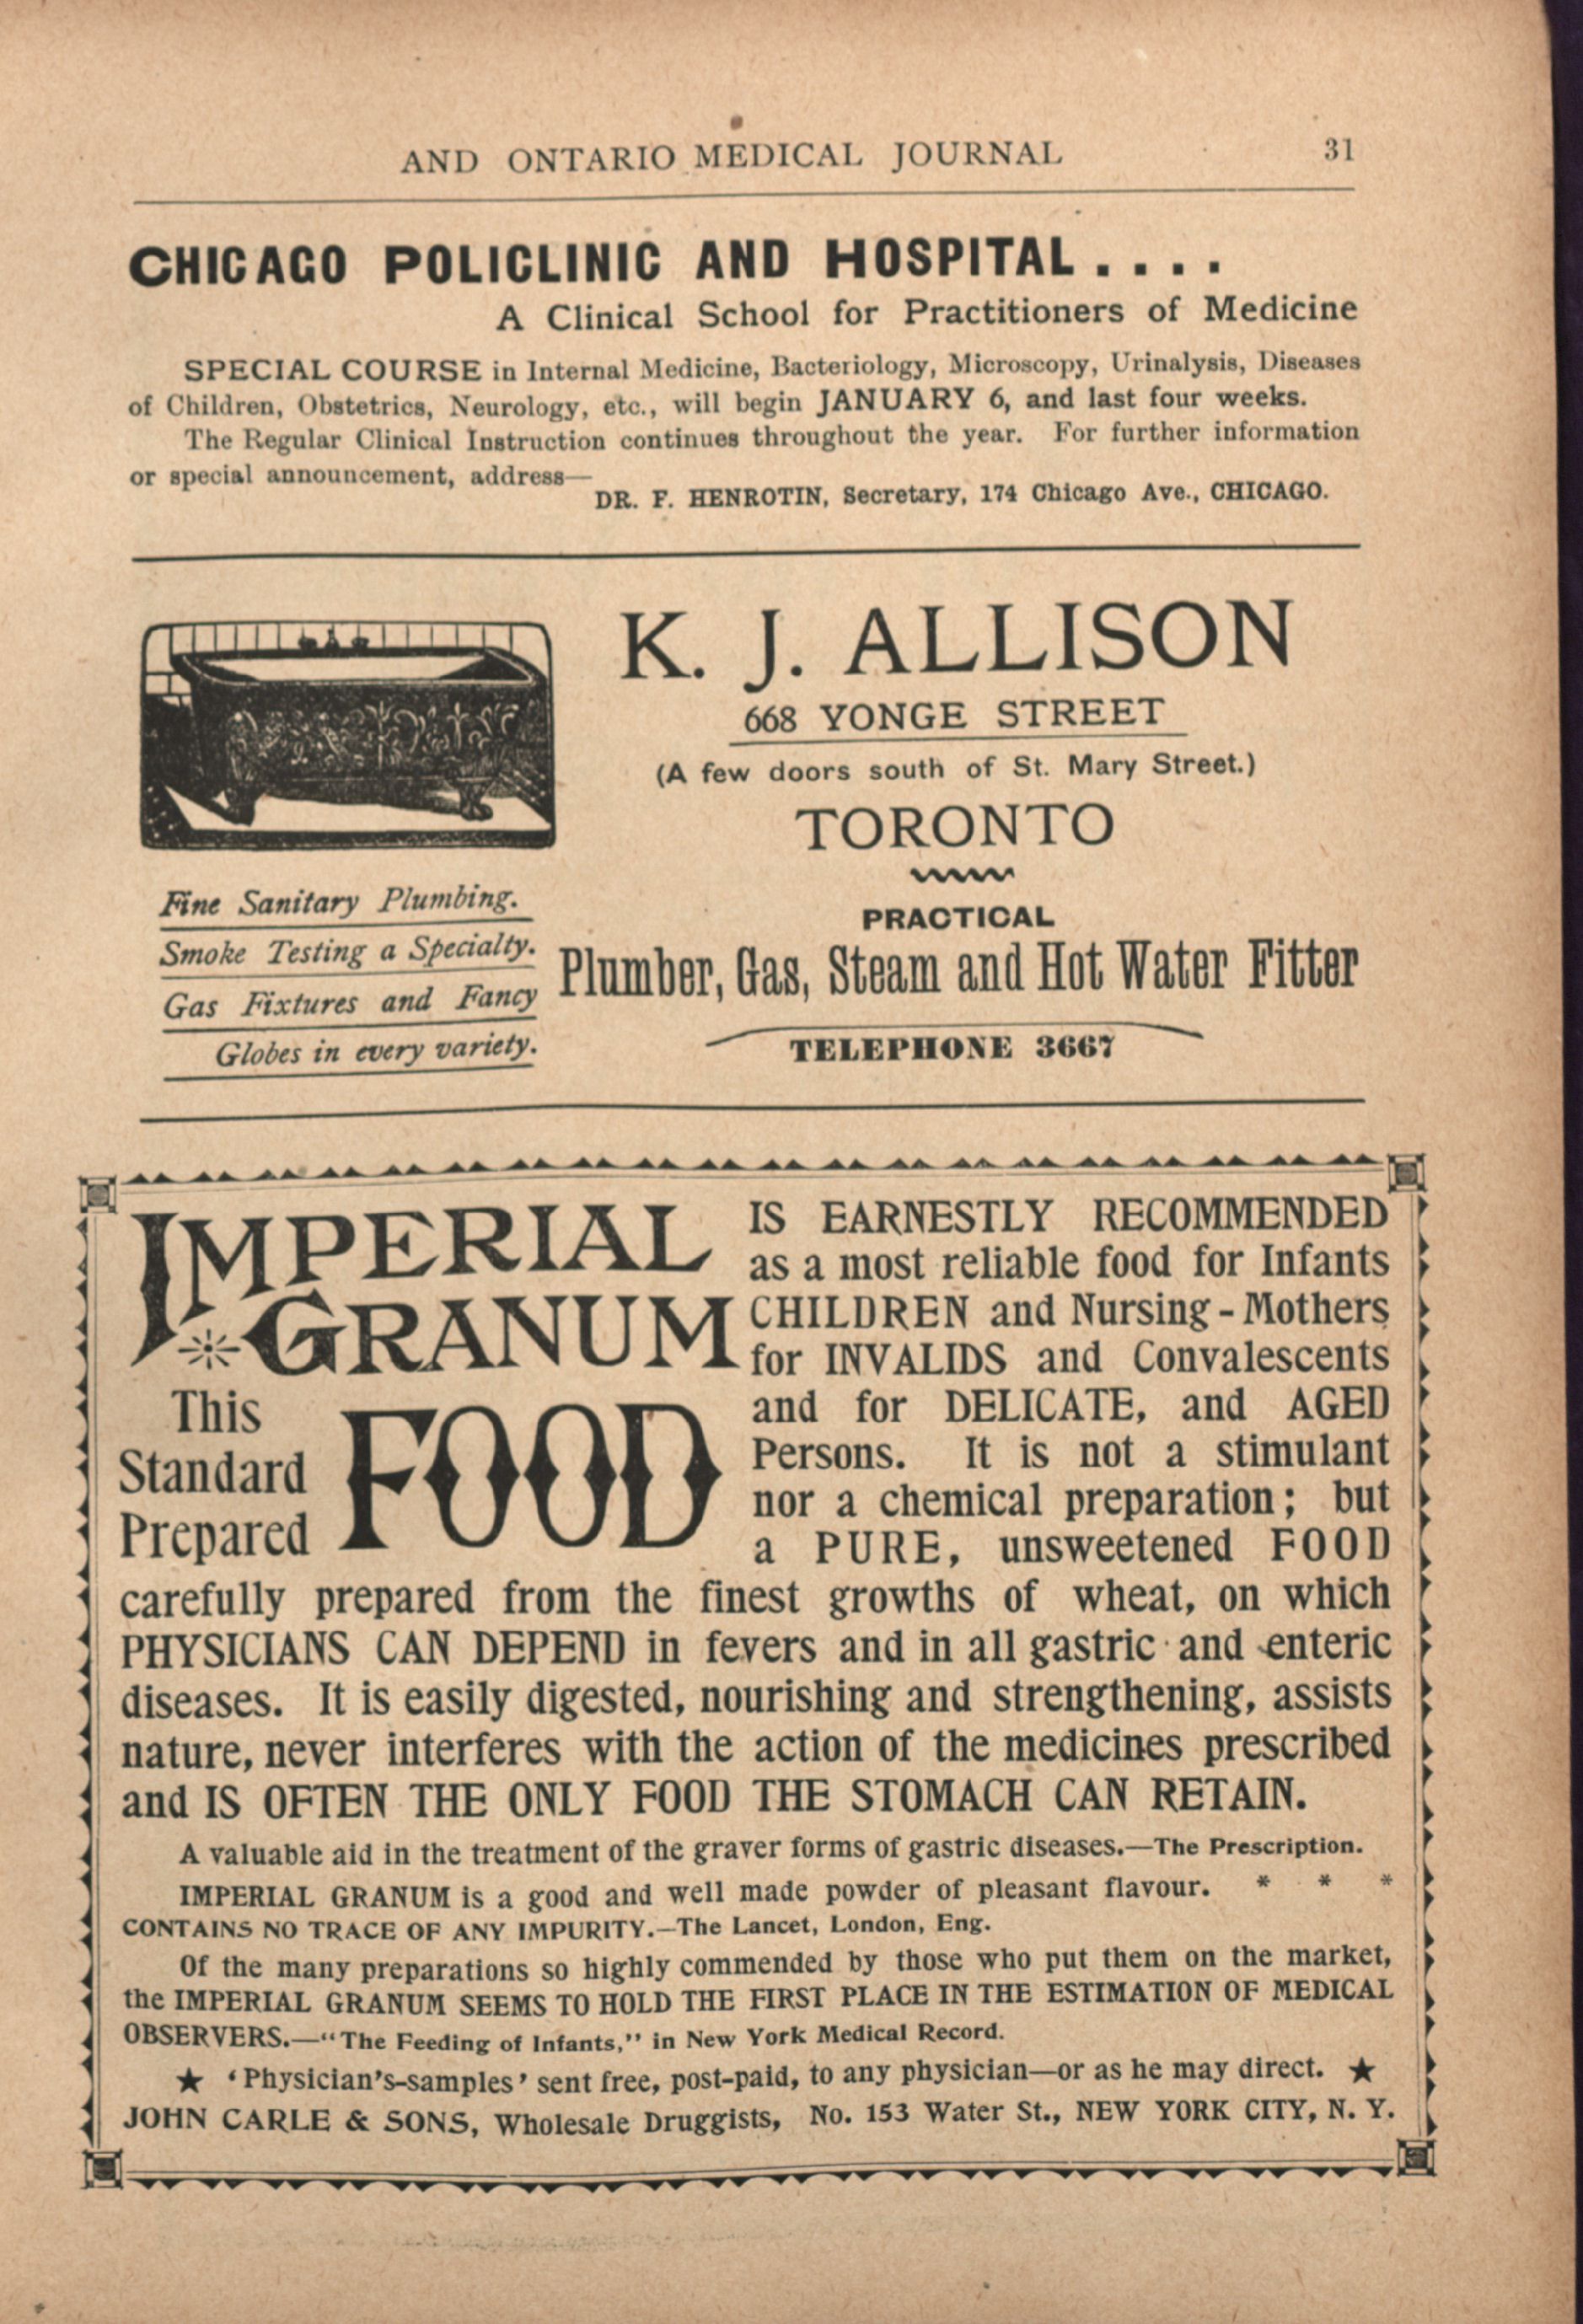 AND ONTARIO MEDICAL JOURNAL 31
CHICAGO POLICLINIC AND HOSPITAL . . . .
A Clinical School for Practitioners of Medicine
SPECIAL COURSE in Internal Medicine, Bacteriology, Microscopy, Urinalysis, Diseases
of Children, Obstetrics, Neurology, etc., will begin JANUARY 6, and last four weeks.
The Regular Clinical Instruction continues throughout the year. For further information
or special announcement, address—
DR. F. HENROTIN, Secretary, 174 Chicago Ave., CHICAGO.
K. J. ALLISON
668 YONGE STREET
(A few doors south of St. Mary Street.)
TORONTO
Fine Sanitary Plumbing.
Smoke Testing a Specialty.
Gas Fixtures and Fancy
Globes in every variety.
PRACTICAL
Plumber, Gas, Steam and Hot Water Fitter
TELEPHONE 3667
IMPERIAL
GRANUM
This
Standard
Prepared
FOOD
IS EARNESTLY RECOMMENDED
as a most reliable food for Infants
CHILDREN and Nursing-Mothers
for INVALIDS and Convalescents
and for DELICATE, and AGED
Persons. It is not a stimulant
nor a chemical preparation; but
a PURE, unsweetened FOOD
carefully prepared from the finest growths of wheat, on which
PHYSICIANS CAN DEPEND in fevers and in all gastric and enteric
diseases. It is easily digested, nourishing and strengthening, assists
nature, never interferes with the action of the medicines prescribed
and IS OFTEN THE ONLY FOOD THE STOMACH CAN RETAIN.
A valuable aid in the treatment of the graver forms of gastric diseases.—The Prescription.
IMPERIAL GRANUM is a good and well made powder of pleasant flavour. * * *
CONTAINS NO TRACE OF ANY IMPURITY.—The Lancet, London, Eng.
Of the many preparations so highly commended by those who put them on the market,
the IMPERIAL GRANUM SEEMS TO HOLD THE FIRST PLACE IN THE ESTIMATION OF MEDICAL
OBSERVERS.—"The Feeding of Infants," in New York Medical Record.
★ 'Physician's-samples' sent free, post-paid, to any physician—or as he may direct. ★
JOHN CARLE & SONS, Wholesale Druggists, No. 153 Water St., NEW YORK CITY, N. Y.